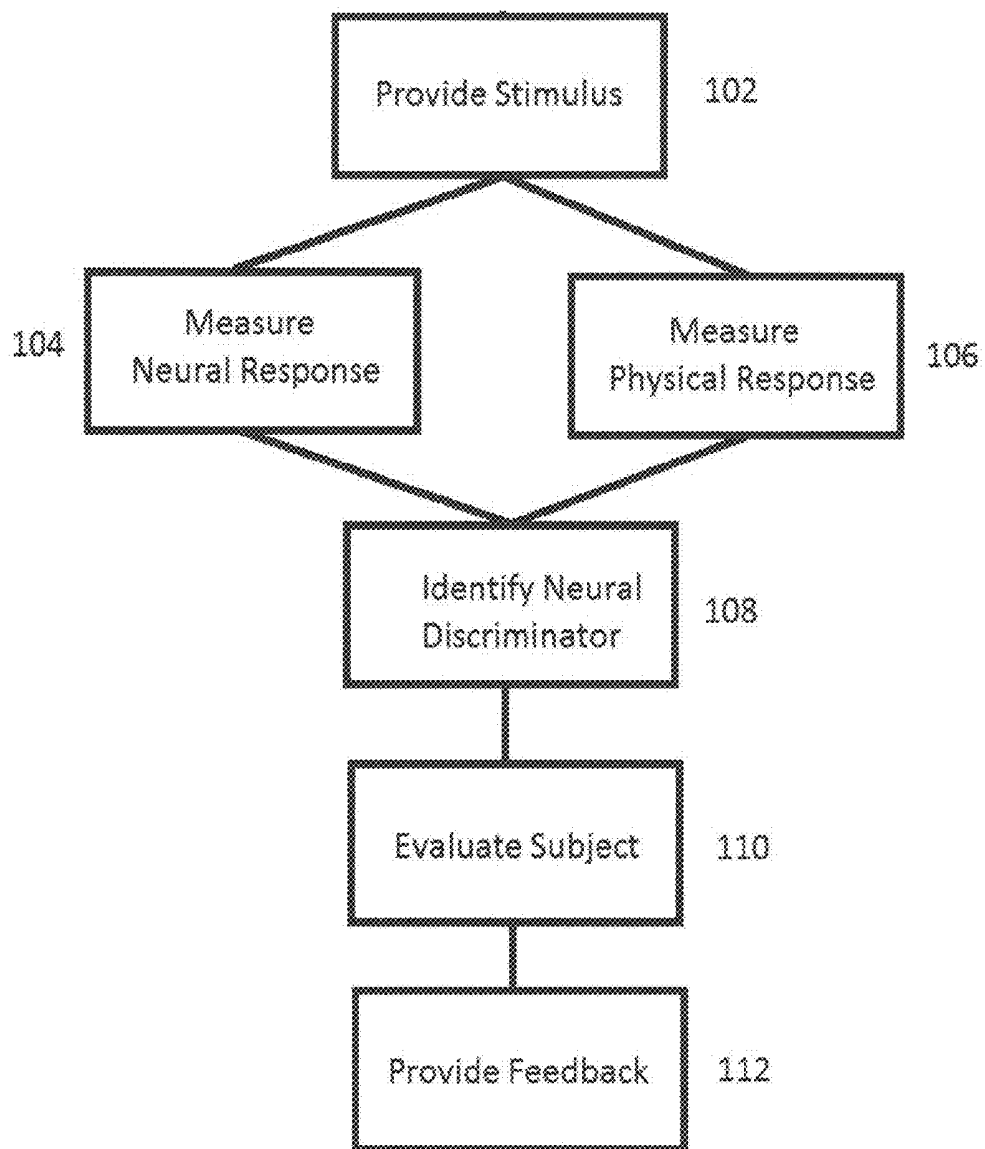 Provide Stimulus
102
104
Measure
Neural Response
Measure
Physical Response
106
Identify Neural
Discriminator
108
Evaluate Subject
110
Provide Feedback
112